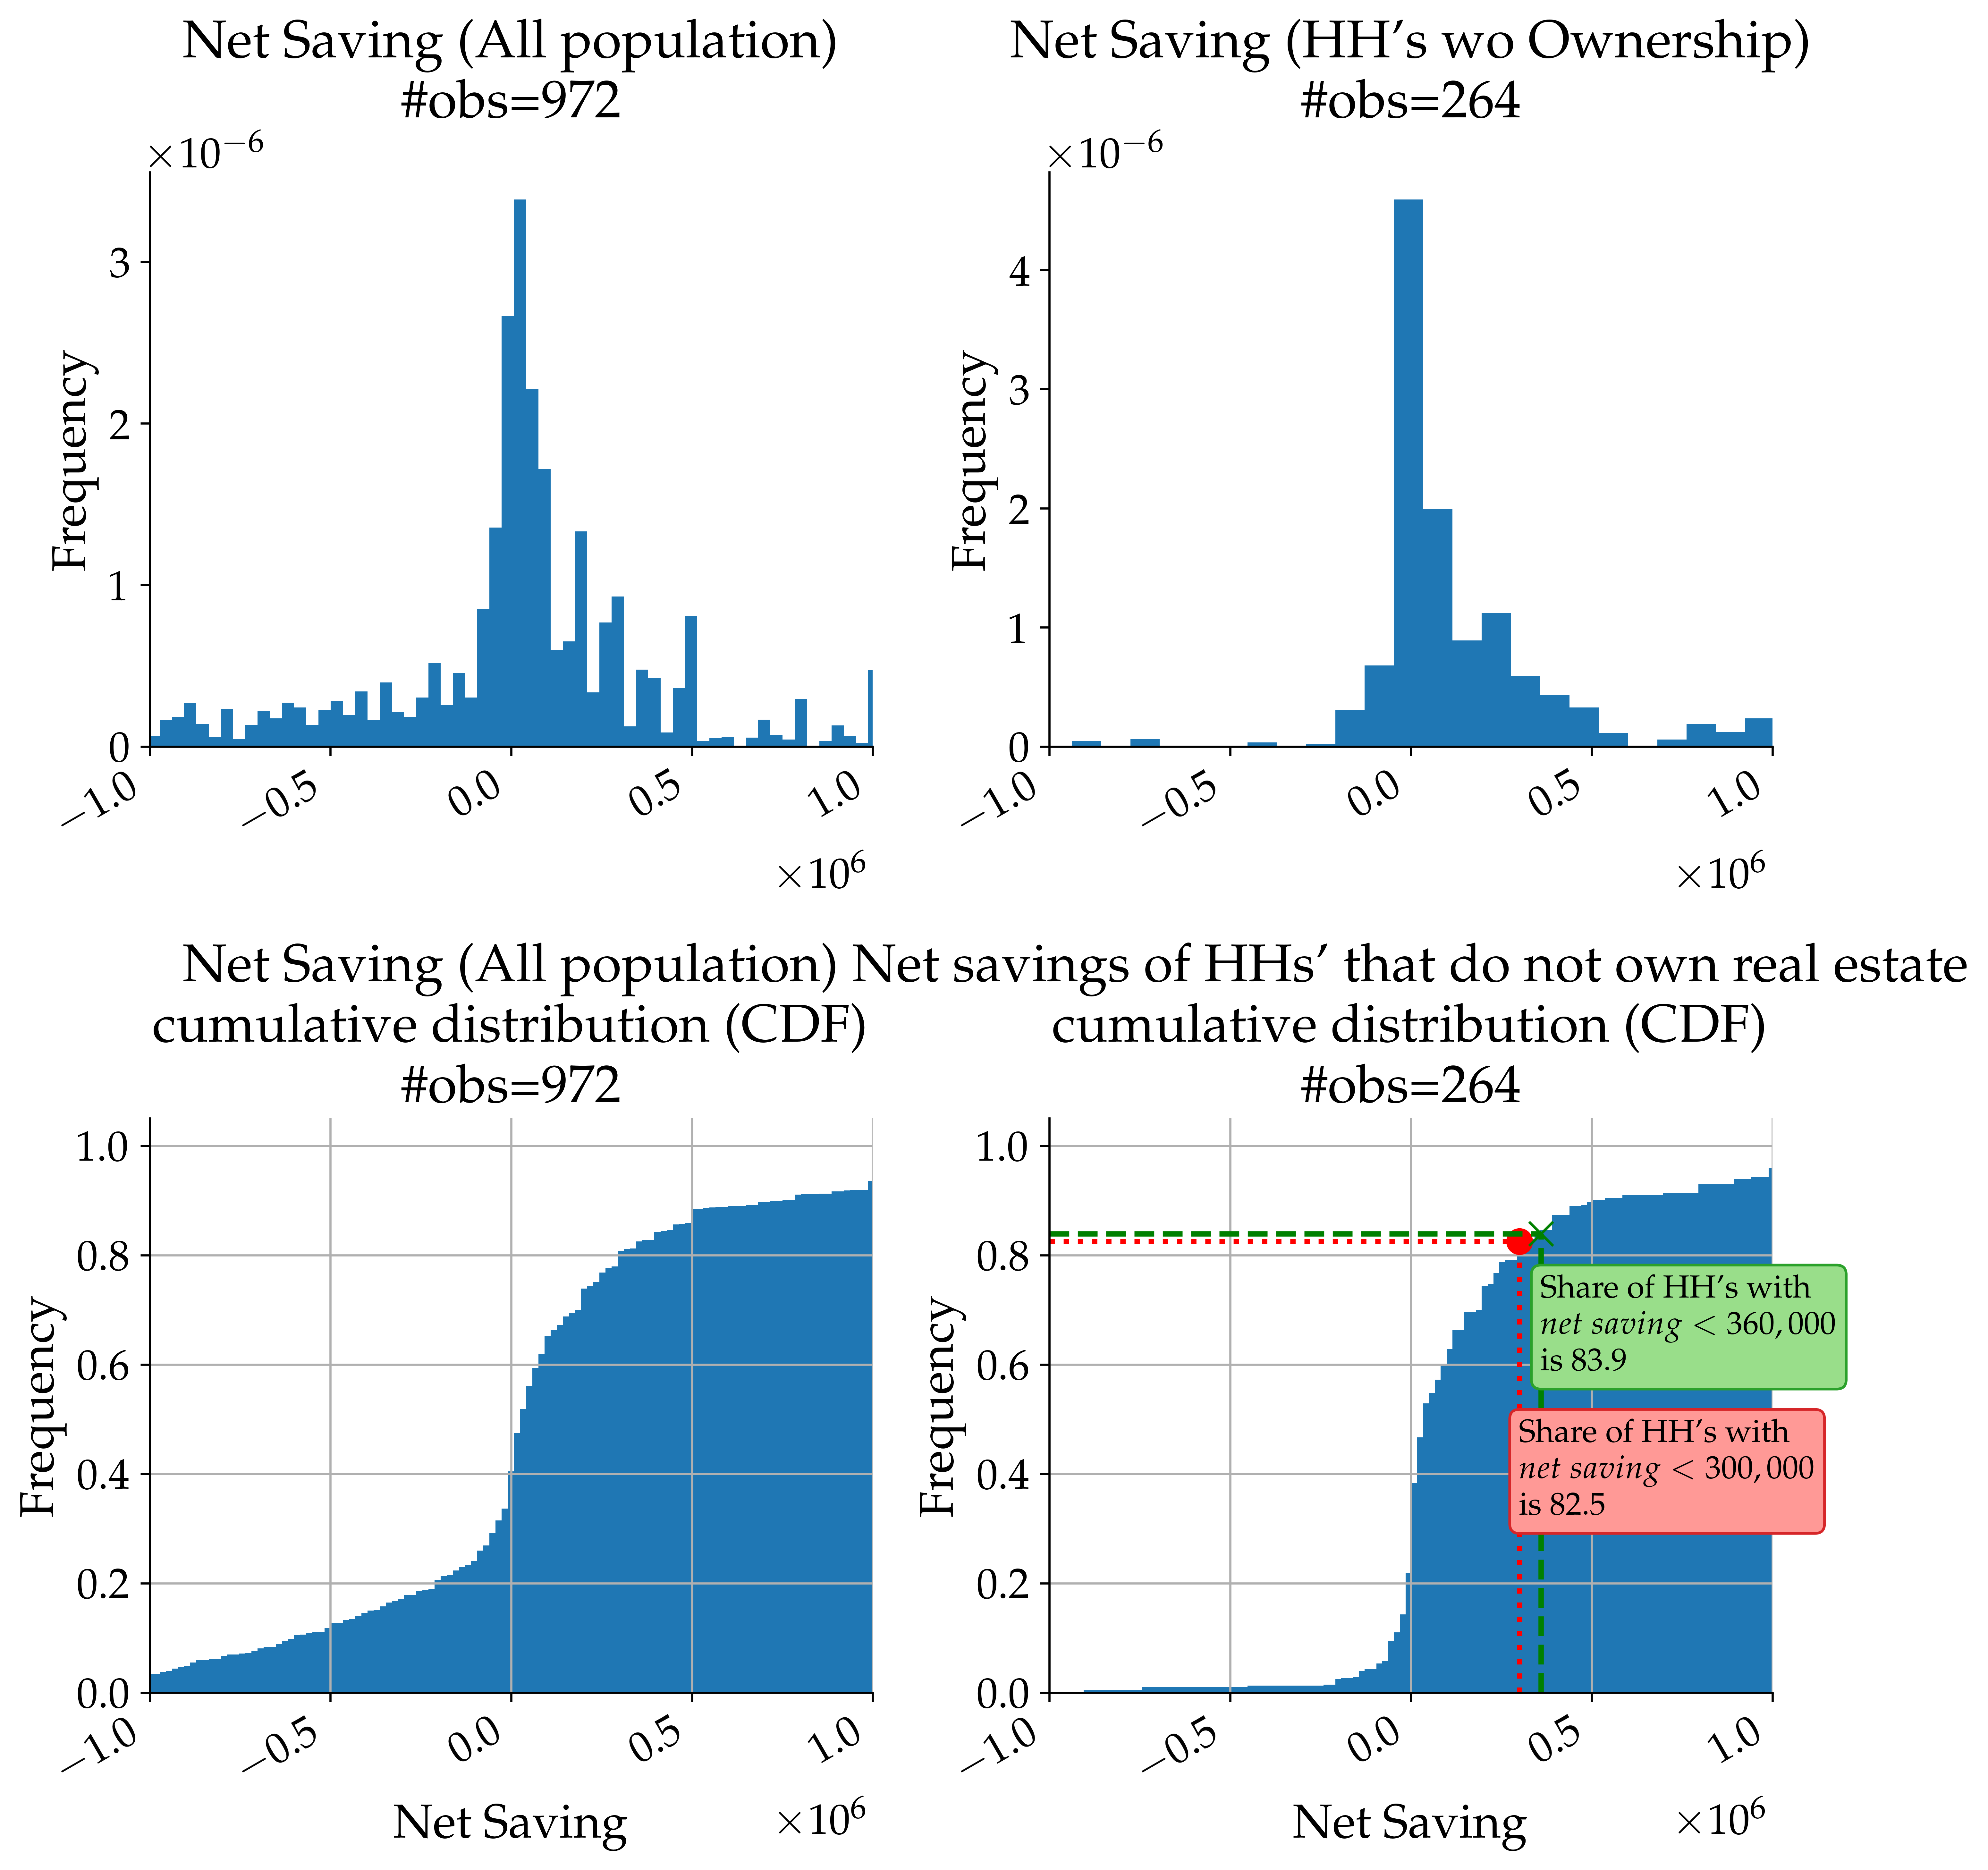 Net Saving (All population)
#obs=972
×10⁻⁶
Frequency
3
2
1
0
−1.0
−0.5
0.0
0.5
1.0
×10⁶
Net Saving (HH’s wo Ownership)
#obs=264
×10⁻⁶
Frequency
4
3
2
1
0
−1.0
−0.5
0.0
0.5
1.0
×10⁶
Net Saving (All population)
cumulative distribution (CDF)
#obs=972
Frequency
1.0
0.8
0.6
0.4
0.2
0.0
−1.0
−0.5
0.0
0.5
1.0
×10⁶
Net Saving
Net savings of HHs’ that do not own real estate
cumulative distribution (CDF)
#obs=264
Frequency
1.0
0.8
0.6
0.4
0.2
0.0
Share of HH’s with
net saving < 360,000
is 83.9
Share of HH’s with
net saving < 300,000
is 82.5
−1.0
−0.5
0.0
0.5
1.0
×10⁶
Net Saving